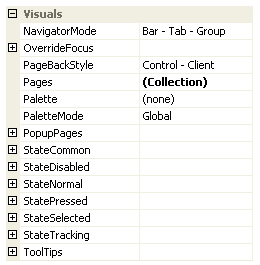 Visuals
NavigatorMode Bar - Tab - Group
OverrideFocus
PageBackStyle Control - Client
Pages (Collection)
Palette (none)
PaletteMode Global
PopupPages
StateCommon
StateDisabled
StateNormal
StatePressed
StateSelected
StateTracking
ToolTips